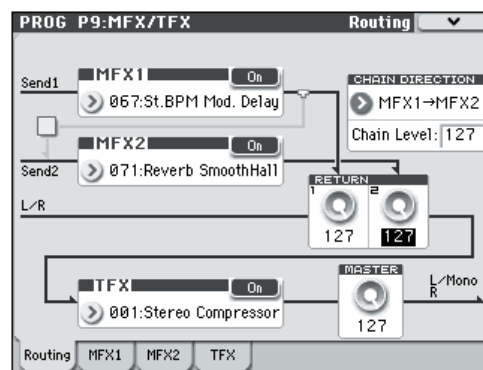 PROG P9:MFX/TFX Routing
Send1
MFX1 On
067:St.BPM Mod. Delay
CHAIN DIRECTION
MFX1→MFX2
Chain Level: 127
MFX2 On
Send2
071:Reverb SmoothHall
RETURN
1 2
L/R
127 127
TFX On
001:Stereo Compressor
MASTER
127
L/Mono
R
Routing MFX1 MFX2 TFX